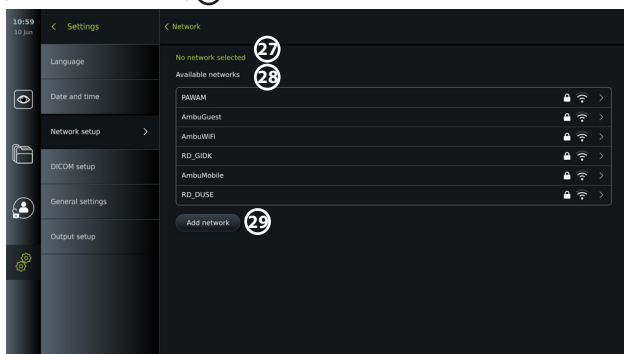 10:59
10 Jun
Settings
Network
Language
Date and time
Network setup
DICOM setup
General settings
Output setup
No network selected
27
Available networks
28
PAWAM
AmbuGuest
AmbuWiFi
RD_GIDK
AmbuMobile
RD_DUSE
Add network
29